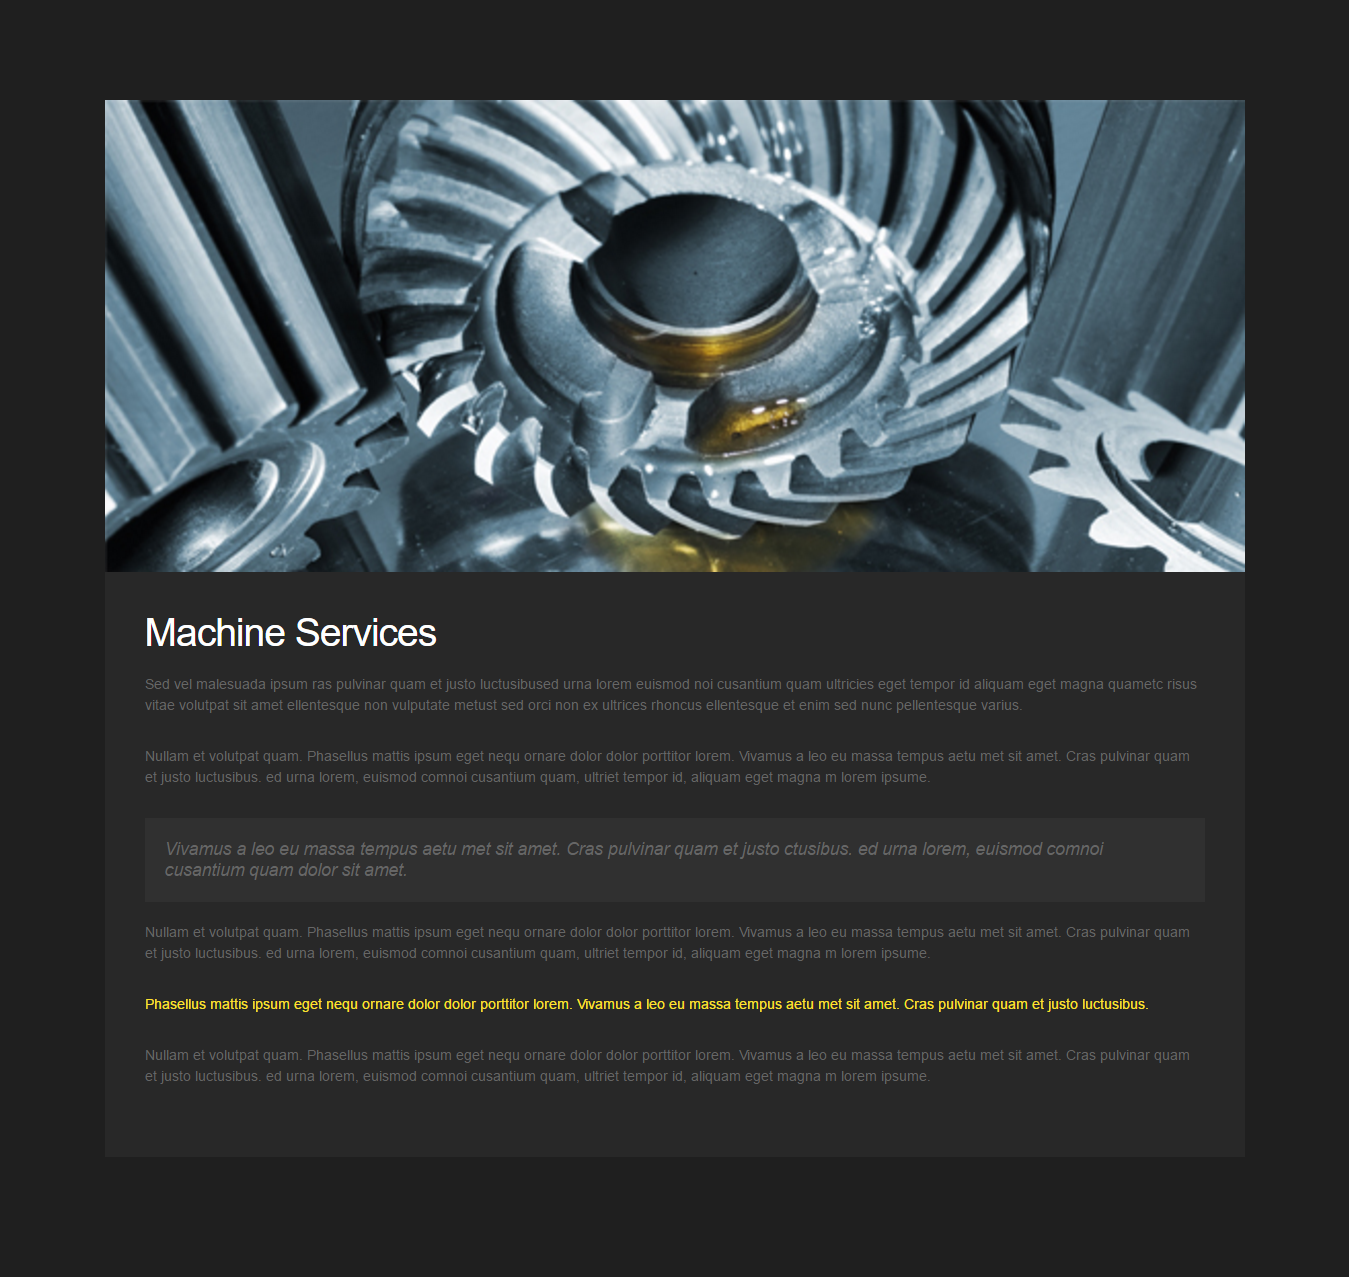 Machine Services
Sed vel malesuada ipsum ras pulvinar quam et justo luctusibused urna lorem euismod noi cusantium quam ultricies eget tempor id aliquam eget magna quametc risus
vitae volutpat sit amet ellentesque non vulputate metust sed orci non ex ultrices rhoncus ellentesque et enim sed nunc pellentesque varius.
Nullam et volutpat quam. Phasellus mattis ipsum eget nequ ornare dolor dolor porttitor lorem. Vivamus a leo eu massa tempus aetu met sit amet. Cras pulvinar quam
et justo luctusibus. ed urna lorem, euismod comnoi cusantium quam, ultriet tempor id, aliquam eget magna m lorem ipsume.
Vivamus a leo eu massa tempus aetu met sit amet. Cras pulvinar quam et justo ctusibus. ed urna lorem, euismod comnoi
cusantium quam dolor sit amet.
Nullam et volutpat quam. Phasellus mattis ipsum eget nequ ornare dolor dolor porttitor lorem. Vivamus a leo eu massa tempus aetu met sit amet. Cras pulvinar quam
et justo luctusibus. ed urna lorem, euismod comnoi cusantium quam, ultriet tempor id, aliquam eget magna m lorem ipsume.
Phasellus mattis ipsum eget nequ ornare dolor dolor porttitor lorem. Vivamus a leo eu massa tempus aetu met sit amet. Cras pulvinar quam et justo luctusibus.
Nullam et volutpat quam. Phasellus mattis ipsum eget nequ ornare dolor dolor porttitor lorem. Vivamus a leo eu massa tempus aetu met sit amet. Cras pulvinar quam
et justo luctusibus. ed urna lorem, euismod comnoi cusantium quam, ultriet tempor id, aliquam eget magna m lorem ipsume.